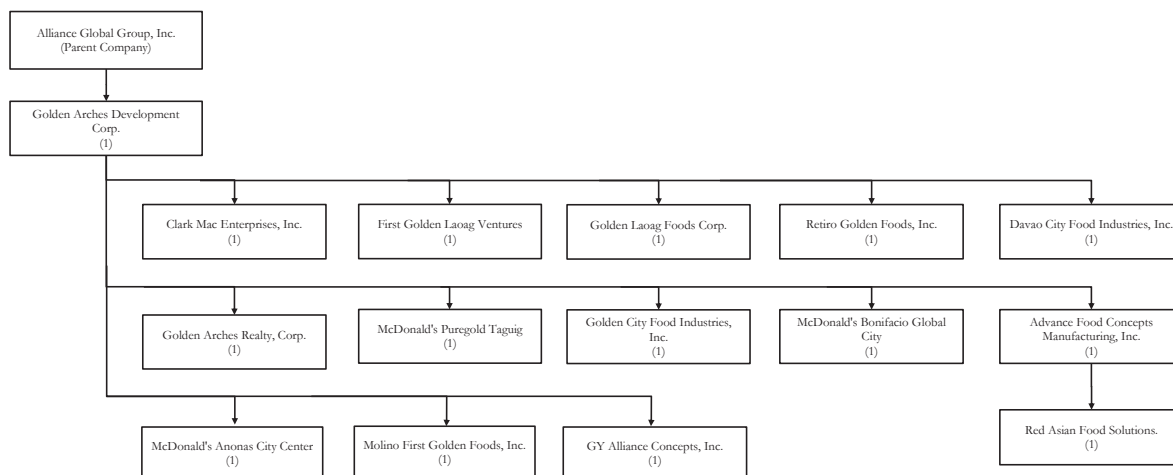 Alliance Global Group, Inc.
(Parent Company)
Golden Arches Development
Corp.
(1)
Clark Mac Enterprises, Inc.
(1)
First Golden Laoag Ventures
(1)
Golden Laoag Foods Corp.
(1)
Retiro Golden Foods, Inc.
(1)
Davao City Food Industries, Inc.
(1)
Golden Arches Realty, Corp.
(1)
McDonald's Puregold Taguig
(1)
Golden City Food Industries,
Inc.
(1)
McDonald's Bonifacio Global
City
(1)
Advance Food Concepts
Manufacturing, Inc.
(1)
McDonald's Anonas City Center
(1)
Molino First Golden Foods, Inc.
(1)
GY Alliance Concepts, Inc.
(1)
Red Asian Food Solutions.
(1)